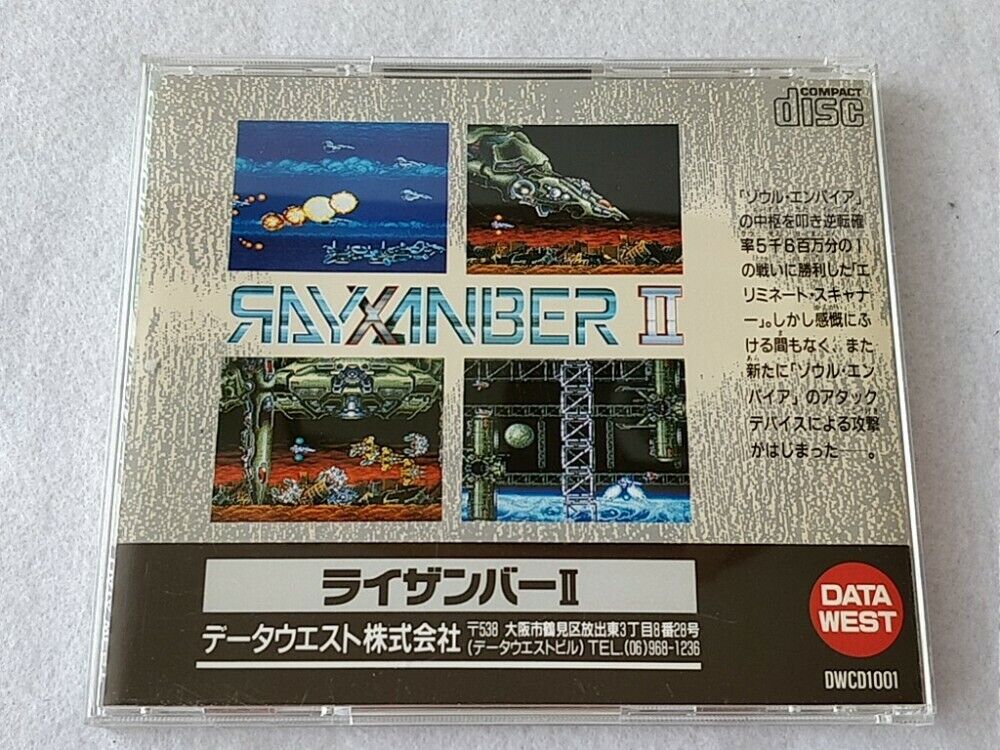 COMPACT
disc
「ゾウル・エンパイア」
の中枢を叩き逆転確
率5千6百万分の1
の戦いに勝利した「エ
リミネート・スキャナ
ー」。しかし感慨にふ
ける間もなく、また
新たに「ゾウル・エン
パイア」のアタック
デバイスによる攻撃
がはじまった──。
RAYXANBER II
ライザンバーII
データウエスト株式会社
〒538 大阪市鶴見区放出東3丁目8番28号
(データウエストビル) TEL.(06)968-1236
DATA
WEST
DWCD1001